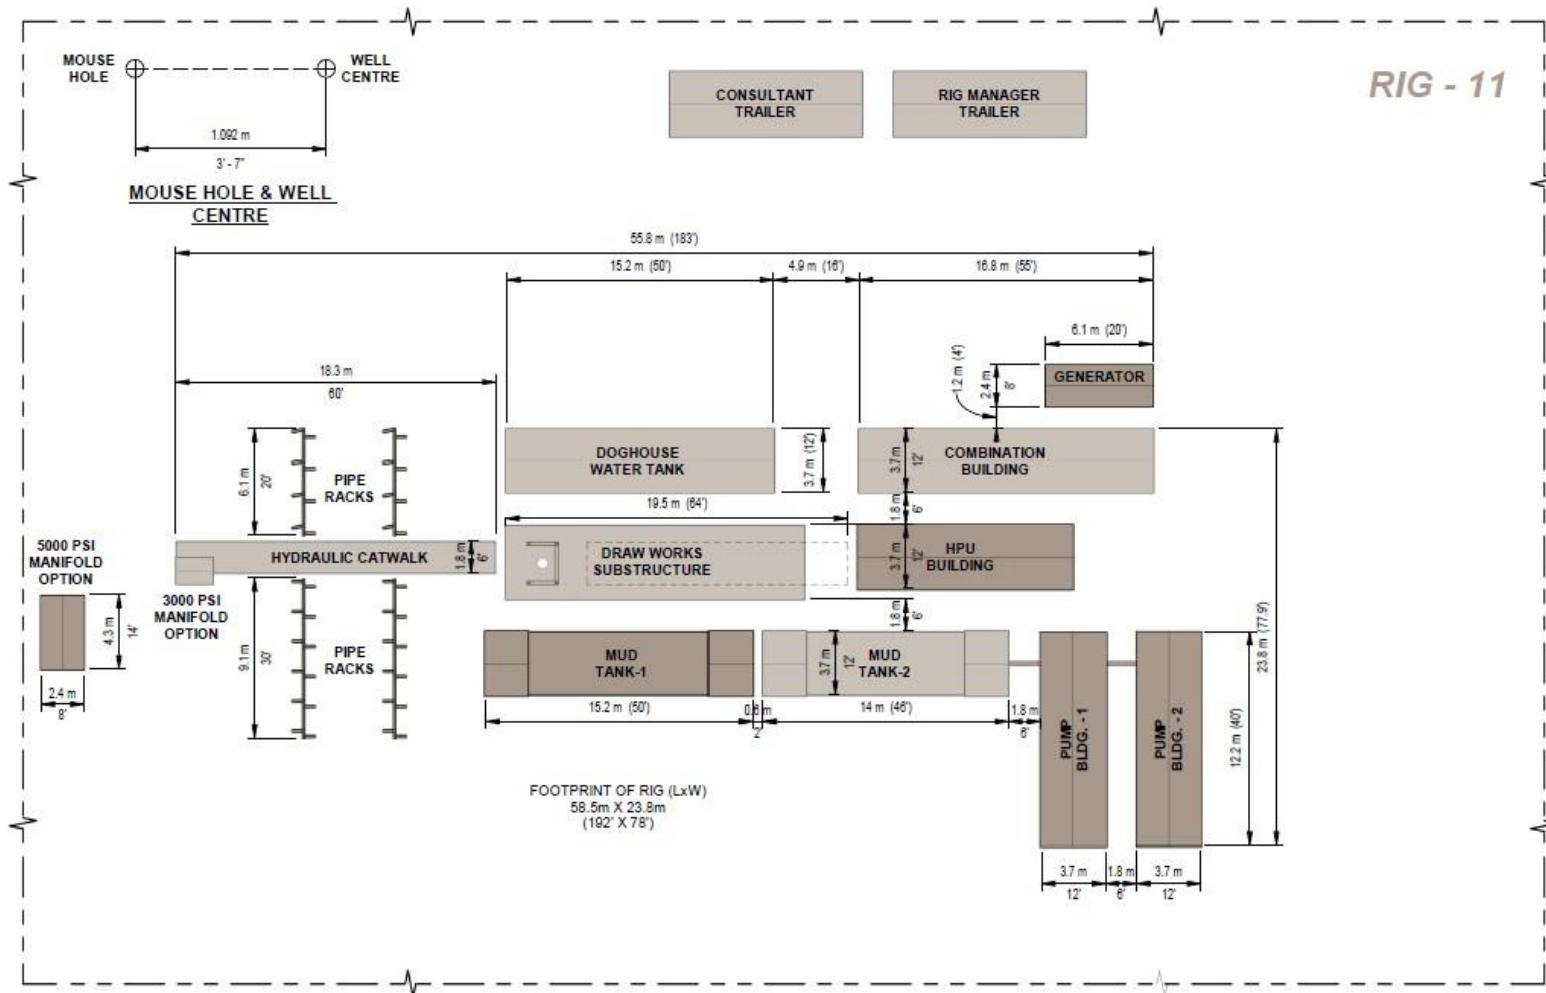 MOUSE
HOLE
WELL
CENTRE
1.092 m
3' - 7"
MOUSE HOLE & WELL
CENTRE
CONSULTANT
TRAILER
RIG MANAGER
TRAILER
RIG - 11
55.8 m (183')
15.2 m (50')
4.9 m (16')
16.8 m (55')
6.1 m (20')
1.2 m (4')
2.4 m
8'
GENERATOR
18.3 m
60'
6.1 m
20'
PIPE
RACKS
DOGHOUSE
WATER TANK
3.7 m (12')
3.7 m
12'
COMBINATION
BUILDING
19.5 m (64')
1.8 m
6'
5000 PSI
MANIFOLD
OPTION
HYDRAULIC CATWALK
1.8 m
6'
DRAW WORKS
SUBSTRUCTURE
3.7 m
12'
HPU
BUILDING
3000 PSI
MANIFOLD
OPTION
4.3 m
14'
2.4 m
8'
9.1 m
30'
PIPE
RACKS
1.8 m
6'
MUD
TANK-1
3.7 m
12'
MUD
TANK-2
15.2 m (50')
0.6 m
2'
14 m (46')
1.8 m
6'
PUMP
BLDG. - 1
PUMP
BLDG. - 2
12.2 m (40')
23.8 m (77.9')
FOOTPRINT OF RIG (LxW)
58.5m X 23.8m
(192' X 78')
3.7 m
12'
1.8 m
6'
3.7 m
12'